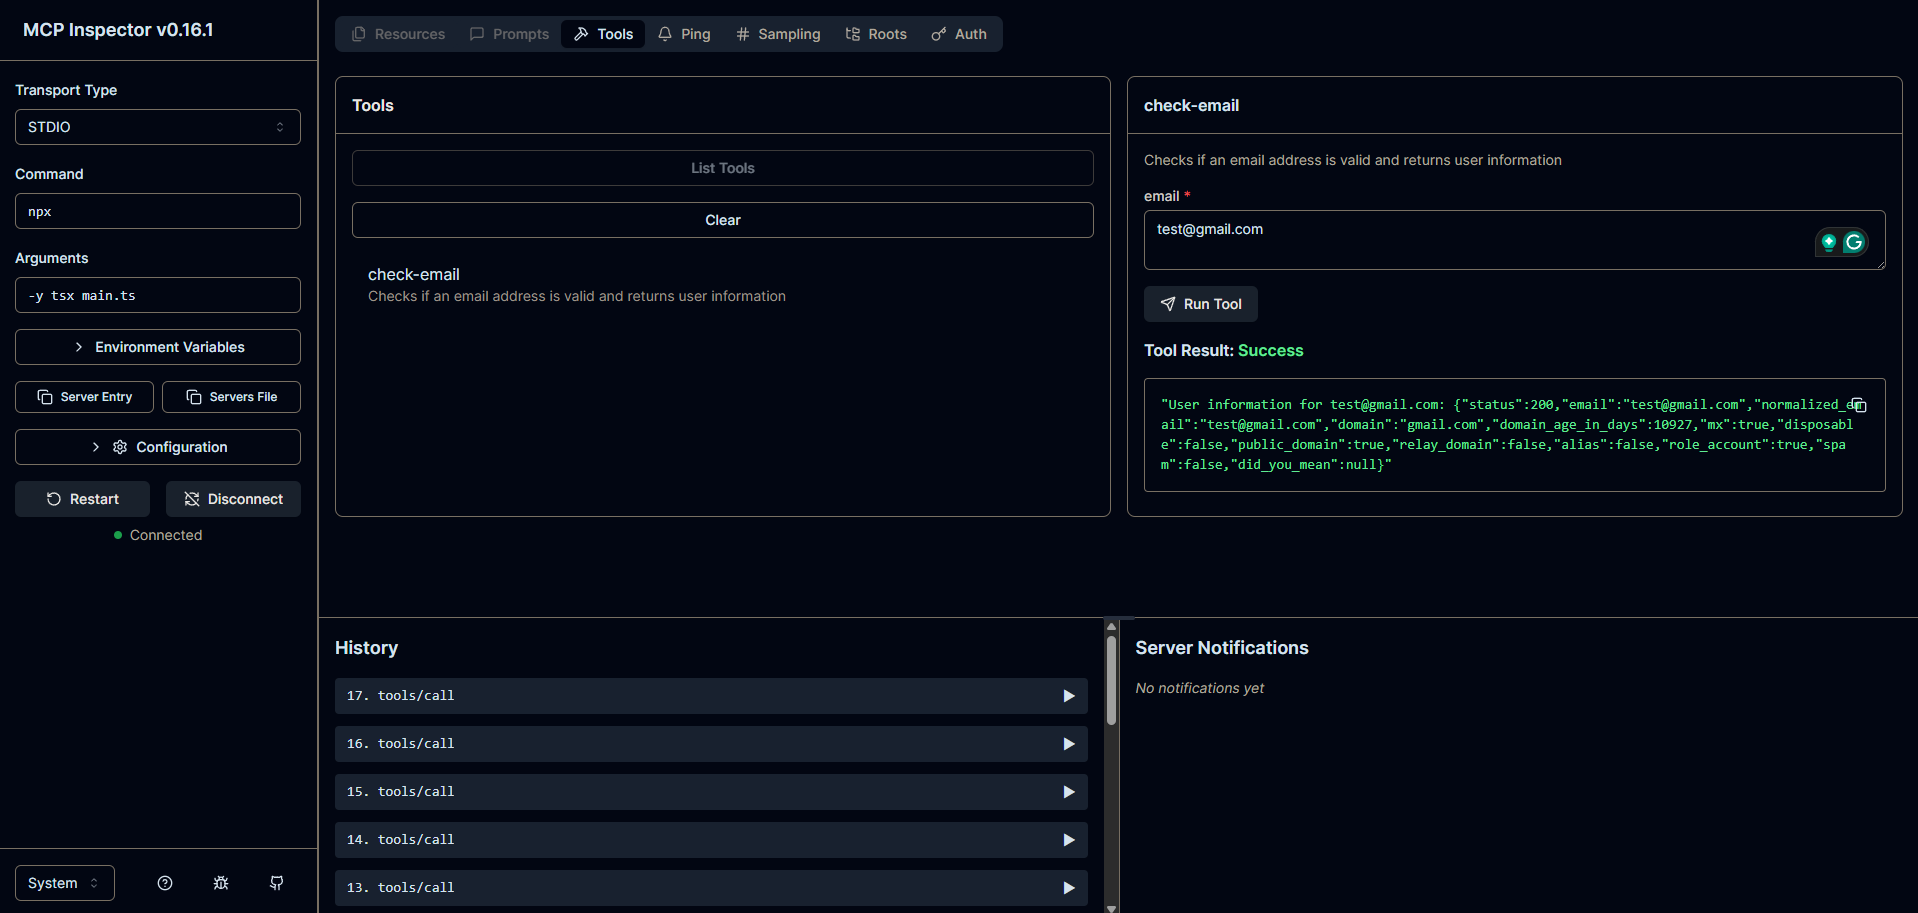 MCP Inspector v0.16.1
Transport Type
STDIO
Command
npx
Arguments
-y tsx main.ts
Environment Variables
Server Entry
Servers File
Configuration
Restart
Disconnect
Connected
System
Resources
Prompts
Tools
Ping
Sampling
Roots
Auth
Tools
List Tools
Clear
check-email
Checks if an email address is valid and returns user information
check-email
Checks if an email address is valid and returns user information
email *
test@gmail.com
Run Tool
Tool Result: Success
"User information for test@gmail.com: {"status":200,"email":"test@gmail.com","normalized_em
ail":"test@gmail.com","domain":"gmail.com","domain_age_in_days":10927,"mx":true,"disposabl
e":false,"public_domain":true,"relay_domain":false,"alias":false,"role_account":true,"spa
m":false,"did_you_mean":null}"
History
17. tools/call
16. tools/call
15. tools/call
14. tools/call
13. tools/call
Server Notifications
No notifications yet